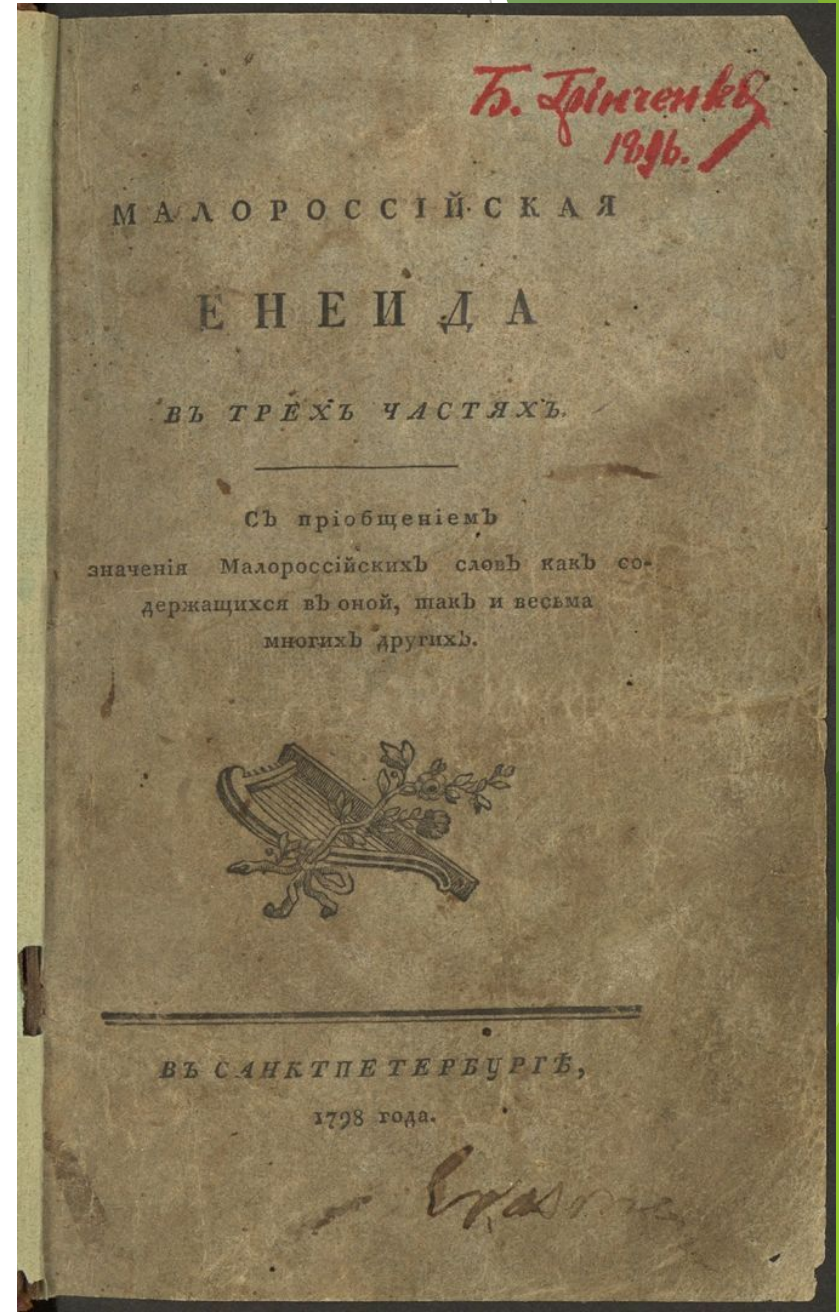 Б. Грінченко
1896.
МАЛОРОССІЙСКАЯ
ЕНЕИДА
ВЪ ТРЕХЪ ЧАСТЯХЪ.
Съ пріобщеніемъ
значенія Малороссійскихъ словъ какъ со-
держащихся въ оной, такъ и весьма
многихъ другихъ.
ВЪ САНКТПЕТЕРБУРГѢ,
1798 года.